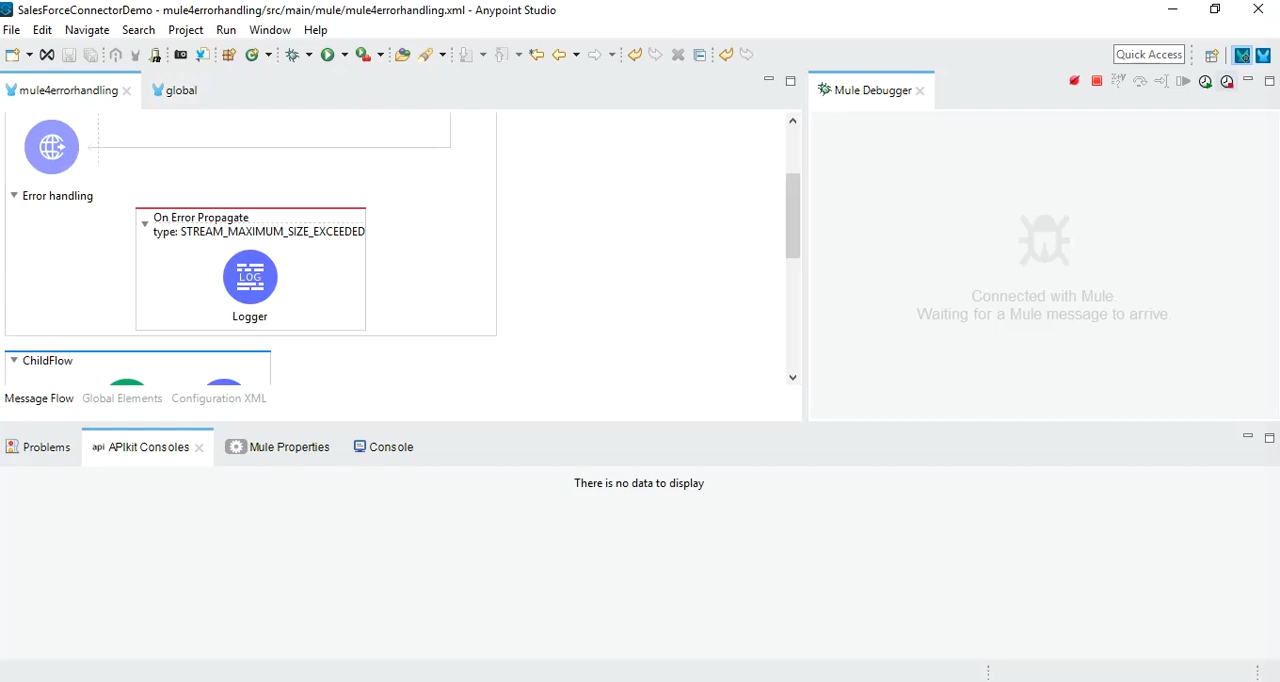 SalesForceConnectorDemo - mule4errorhandling/src/main/mule/mule4errorhandling.xml - Anypoint Studio
File Edit Navigate Search Project Run Window Help
Quick Access
mule4errorhandling
global
Mule Debugger
x+y
?
Error handling
On Error Propagate
type: STREAM_MAXIMUM_SIZE_EXCEEDED
LOG
Logger
Connected with Mule.
Waiting for a Mule message to arrive.
ChildFlow
Message Flow Global Elements Configuration XML
Problems
api APIkit Consoles
Mule Properties
Console
There is no data to display